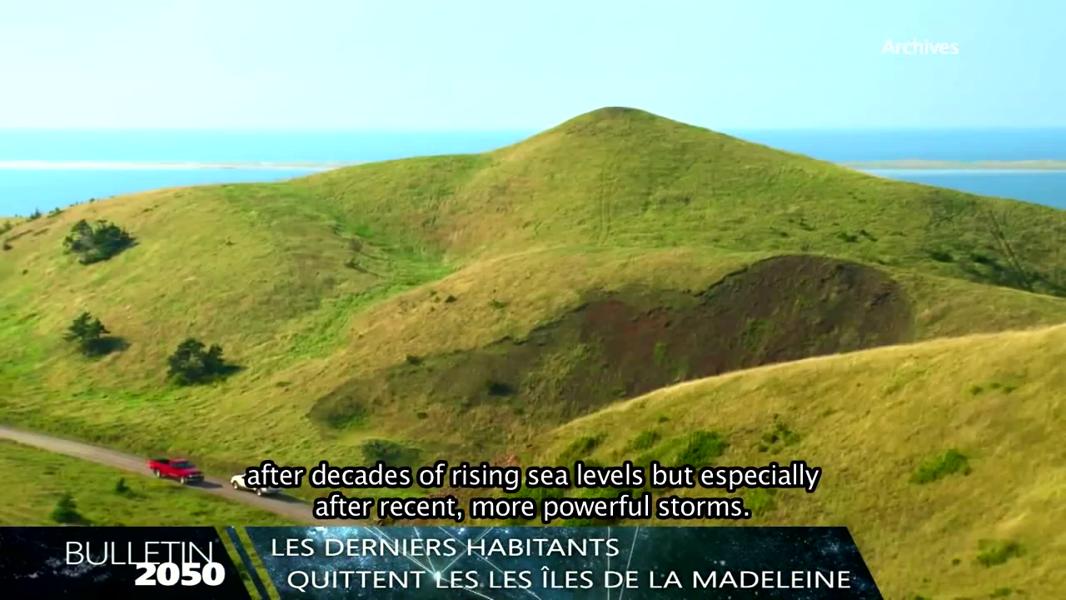 Archives
after decades of rising sea levels but especially
after recent, more powerful storms.
BULLETIN
2050
LES DERNIERS HABITANTS
QUITTENT LES LES ÎLES DE LA MADELEINE